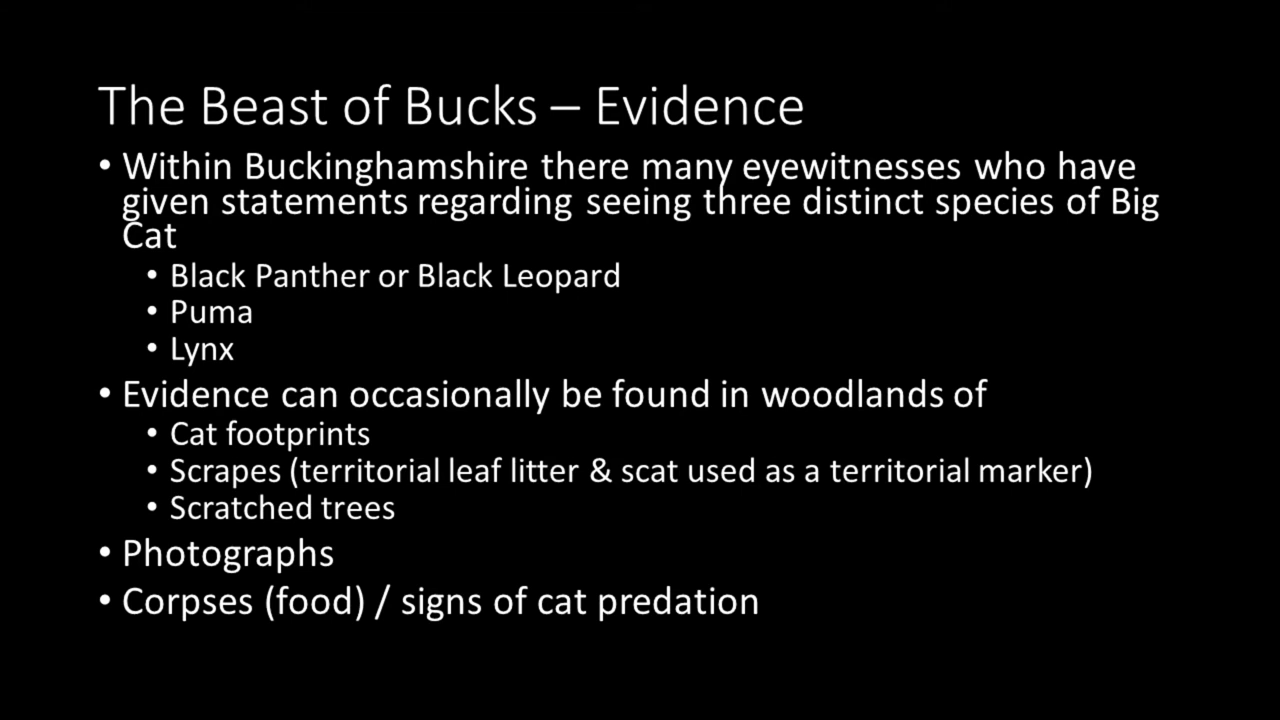 The Beast of Bucks – Evidence
• Within Buckinghamshire there many eyewitnesses who have
given statements regarding seeing three distinct species of Big
Cat
• Black Panther or Black Leopard
• Puma
• Lynx
• Evidence can occasionally be found in woodlands of
• Cat footprints
• Scrapes (territorial leaf litter & scat used as a territorial marker)
• Scratched trees
• Photographs
• Corpses (food) / signs of cat predation